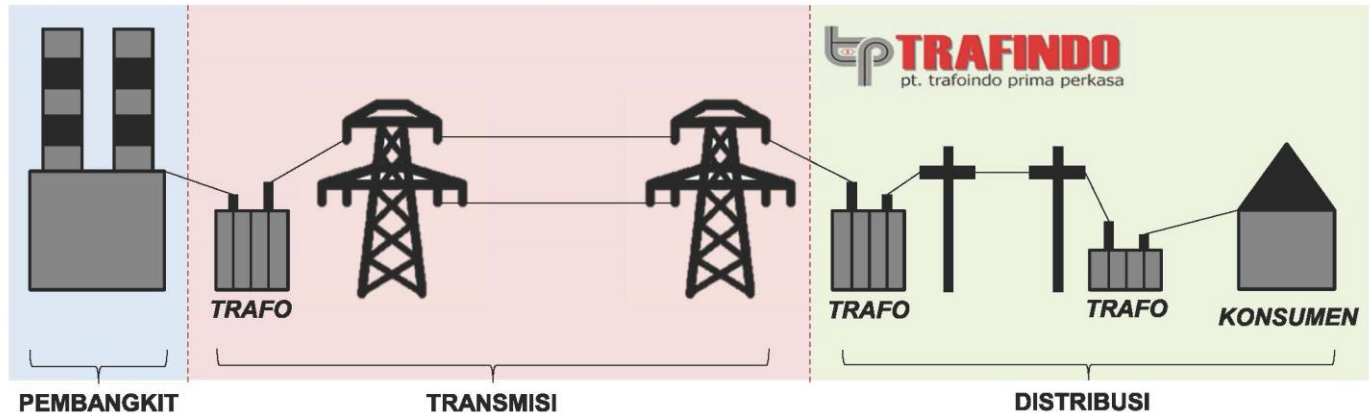 TRAFINDO
pt. trafoindo prima perkasa
TRAFO
TRAFO
TRAFO
KONSUMEN
PEMBANGKIT
TRANSMISI
DISTRIBUSI